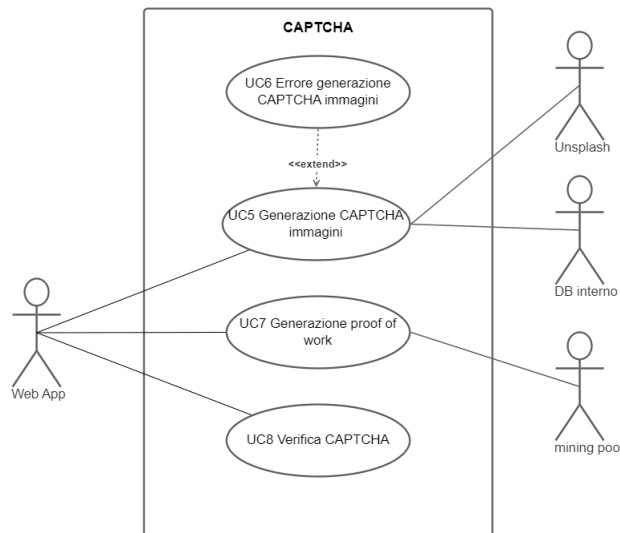 CAPTCHA
UC6 Errore generazione
CAPTCHA immagini
Unsplash
<<extend>>
UC5 Generazione CAPTCHA
immagini
DB interno
UC7 Generazione proof of
work
Web App
UC8 Verifica CAPTCHA
mining poo